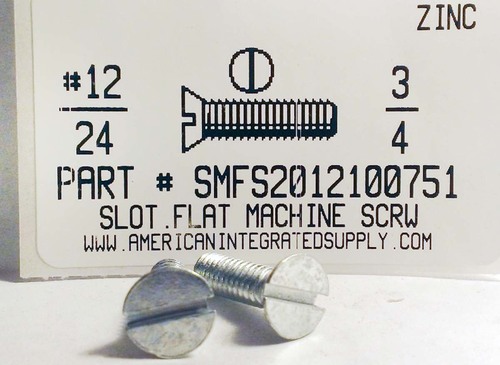 ZINC
#12 3
24 4
PART # SMFS2012100751
SLOT.FLAT MACHINE SCRW
WWW.AMERICANINTEGRATEDSUPPLY.COM